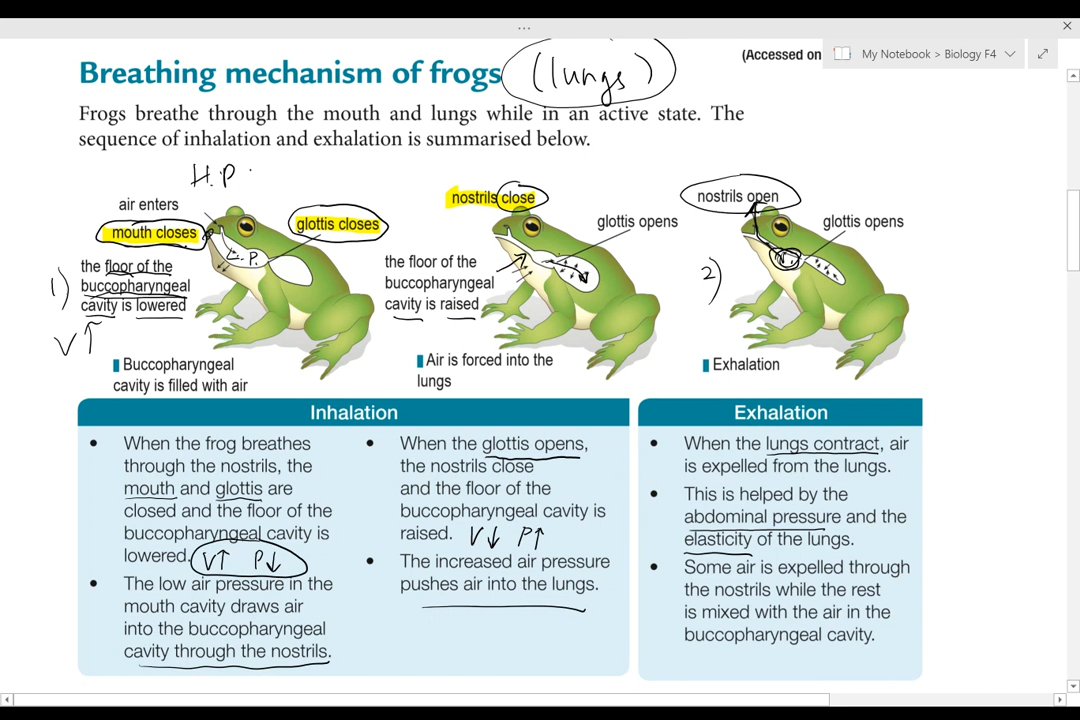 (Accessed on
My Notebook > Biology F4
Breathing mechanism of frogs (lungs)
Frogs breathe through the mouth and lungs while in an active state. The
sequence of inhalation and exhalation is summarised below.
H.P.
air enters
mouth closes
glottis closes
L.P.
1) the floor of the
buccopharyngeal
cavity is lowered
V↑
Buccopharyngeal
cavity is filled with air
nostrils close
glottis opens
the floor of the
buccopharyngeal
cavity is raised
Air is forced into the
lungs
nostrils open
glottis opens
2)
Exhalation
Inhalation
When the frog breathes
through the nostrils, the
mouth and glottis are
closed and the floor of the
buccopharyngeal cavity is
lowered. V↑ P↓
The low air pressure in the
mouth cavity draws air
into the buccopharyngeal
cavity through the nostrils.
When the glottis opens,
the nostrils close
and the floor of the
buccopharyngeal cavity is
raised. V↓ P↑
The increased air pressure
pushes air into the lungs.
Exhalation
When the lungs contract, air
is expelled from the lungs.
This is helped by the
abdominal pressure and the
elasticity of the lungs.
Some air is expelled through
the nostrils while the rest
is mixed with the air in the
buccopharyngeal cavity.